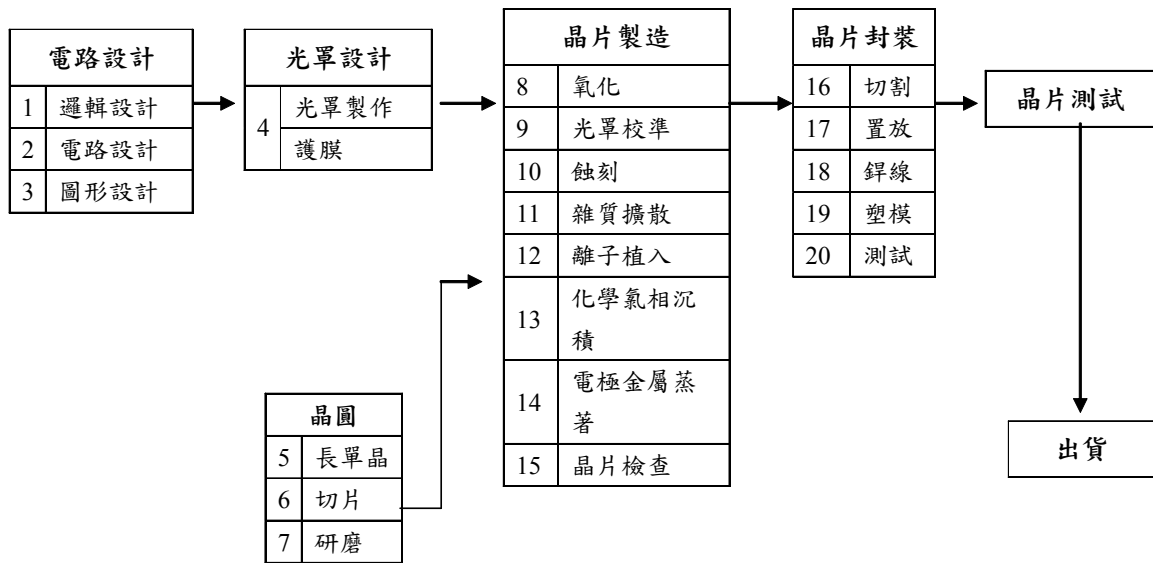 電路設計
1 邏輯設計
2 電路設計
3 圖形設計
光罩設計
4 光罩製作
護膜
晶圓
5 長單晶
6 切片
7 研磨
晶片製造
8 氧化
9 光罩校準
10 蝕刻
11 雜質擴散
12 離子植入
13 化學氣相沉
積
14 電極金屬蒸
著
15 晶片檢查
晶片封裝
16 切割
17 置放
18 銲線
19 塑模
20 測試
晶片測試
出貨